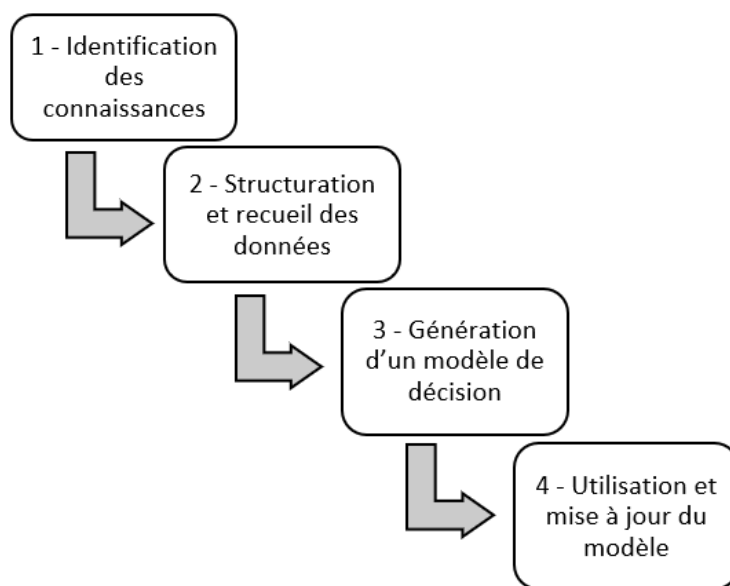 1 - Identification
des
connaissances
2 - Structuration
et recueil des
données
3 - Génération
d’un modèle de
décision
4 - Utilisation et
mise à jour du
modèle